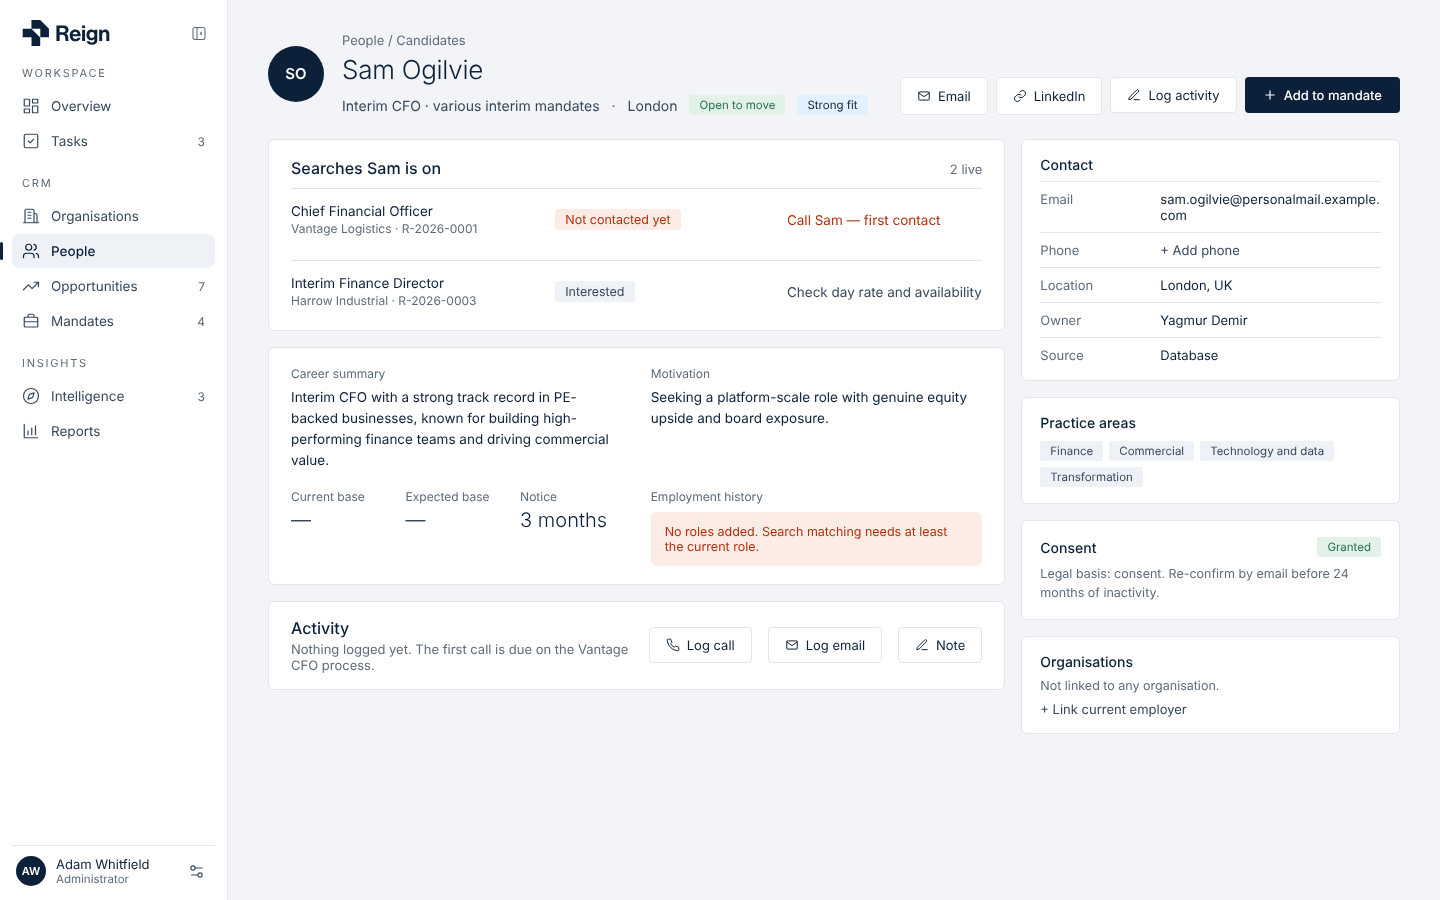 Reign
WORKSPACE
Overview
Tasks 3
CRM
Organisations
People
Opportunities 7
Mandates 4
INSIGHTS
Intelligence 3
Reports
AW
Adam Whitfield
Administrator
SO
People / Candidates
Sam Ogilvie
Interim CFO · various interim mandates · London Open to move Strong fit
Email LinkedIn Log activity + Add to mandate
Searches Sam is on 2 live
Chief Financial Officer
Vantage Logistics · R-2026-0001
Not contacted yet
Call Sam — first contact
Interim Finance Director
Harrow Industrial · R-2026-0003
Interested
Check day rate and availability
Career summary
Interim CFO with a strong track record in PE-
backed businesses, known for building high-
performing finance teams and driving commercial
value.
Motivation
Seeking a platform-scale role with genuine equity
upside and board exposure.
Current base
—
Expected base
—
Notice
3 months
Employment history
No roles added. Search matching needs at least
the current role.
Activity
Nothing logged yet. The first call is due on the Vantage
CFO process.
Log call Log email Note
Contact
Email sam.ogilvie@personalmail.example.
com
Phone + Add phone
Location London, UK
Owner Yagmur Demir
Source Database
Practice areas
Finance Commercial Technology and data
Transformation
Consent Granted
Legal basis: consent. Re-confirm by email before 24
months of inactivity.
Organisations
Not linked to any organisation.
+ Link current employer